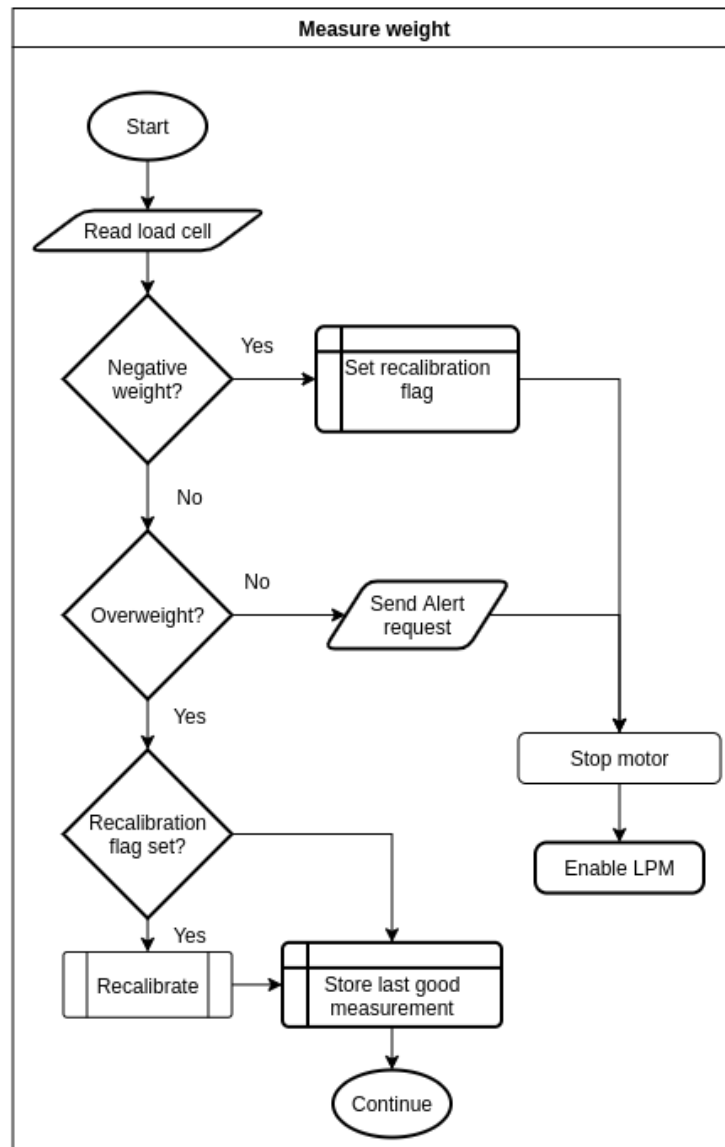 Measure weight
Start
Read load cell
Negative
weight?
Yes
Set recalibration
flag
No
Overweight?
No
Send Alert
request
Yes
Stop motor
Recalibration
flag set?
Enable LPM
Yes
Recalibrate
Store last good
measurement
Continue